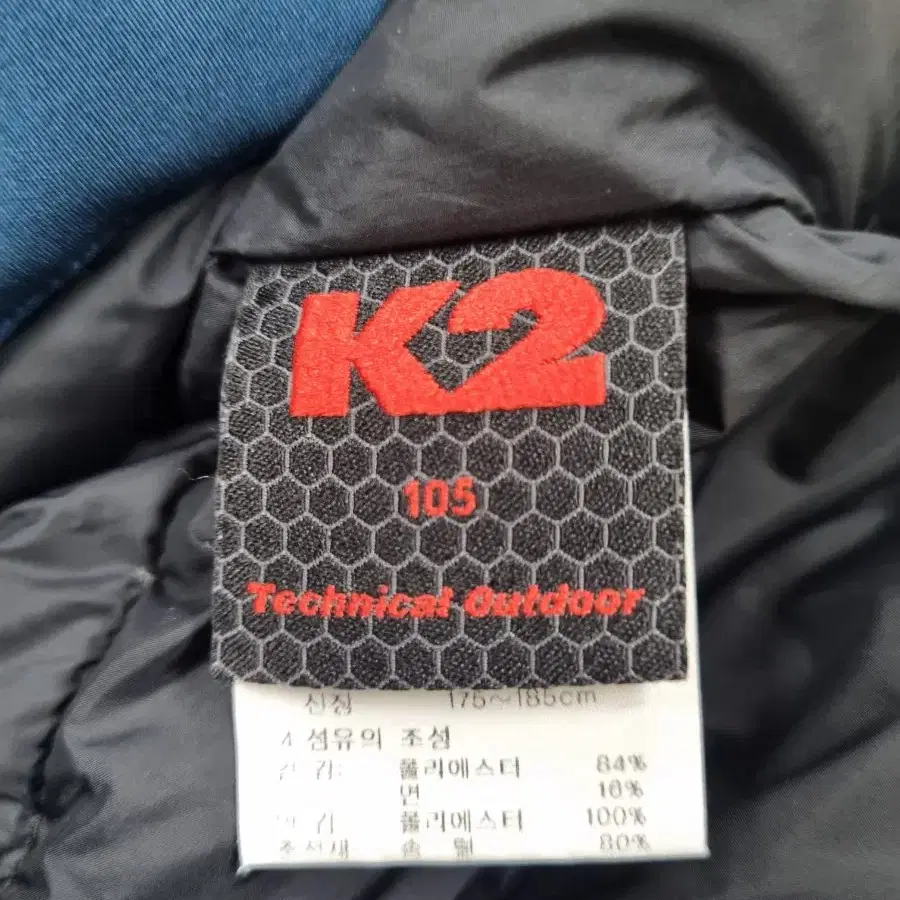 K2
105
Technical Outdoor
신장 175~185cm
4 섬유의 조성
겉 감: 폴리에스터 84%
면 16%
안 감 폴리에스터 100%
충전재 솜 털 80%